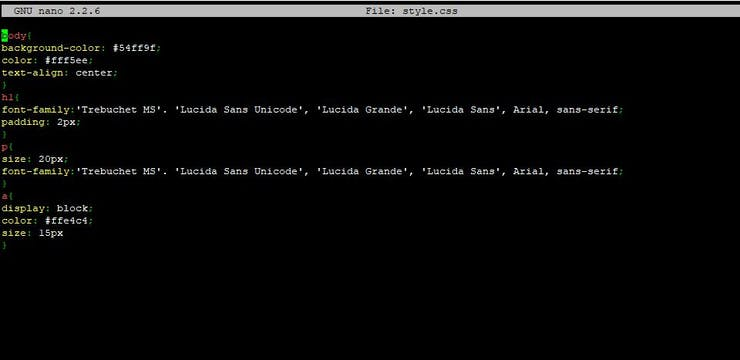 GNU nano 2.2.6 File: style.css
body{
background-color: #54ff9f;
color: #fff5ee;
text-align: center;
}
h1{
font-family:'Trebuchet MS'. 'Lucida Sans Unicode', 'Lucida Grande', 'Lucida Sans', Arial, sans-serif;
padding: 2px;
}
p{
size: 20px;
font-family:'Trebuchet MS'. 'Lucida Sans Unicode', 'Lucida Grande', 'Lucida Sans', Arial, sans-serif;
}
a{
display: block;
color: #ffe4c4;
size: 15px
}